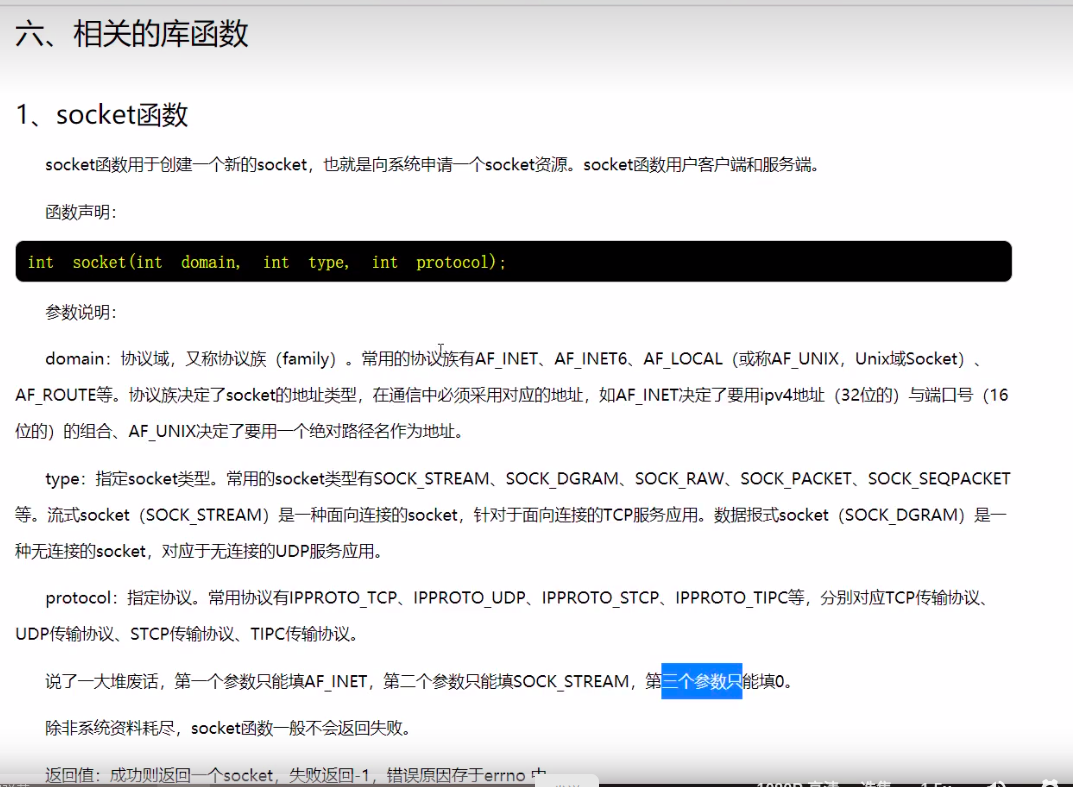 六、相关的库函数
1、socket函数
socket函数用于创建一个新的socket，也就是向系统申请一个socket资源。socket函数用户客户端和服务端。
函数声明：
int socket(int domain, int type, int protocol);
参数说明：
domain：协议域，又称协议族（family）。常用的协议族有AF_INET、AF_INET6、AF_LOCAL（或称AF_UNIX，Unix域Socket）、
AF_ROUTE等。协议族决定了socket的地址类型，在通信中必须采用对应的地址，如AF_INET决定了要用ipv4地址（32位的）与端口号（16
位的）的组合、AF_UNIX决定了要用一个绝对路径名作为地址。
type：指定socket类型。常用的socket类型有SOCK_STREAM、SOCK_DGRAM、SOCK_RAW、SOCK_PACKET、SOCK_SEQPACKET
等。流式socket（SOCK_STREAM）是一种面向连接的socket，针对于面向连接的TCP服务应用。数据报式socket（SOCK_DGRAM）是一
种无连接的socket，对应于无连接的UDP服务应用。
protocol：指定协议。常用协议有IPPROTO_TCP、IPPROTO_UDP、IPPROTO_STCP、IPPROTO_TIPC等，分别对应TCP传输协议、
UDP传输协议、STCP传输协议、TIPC传输协议。
说了一大堆废话，第一个参数只能填AF_INET，第二个参数只能填SOCK_STREAM，第三个参数只能填0。
除非系统资料耗尽，socket函数一般不会返回失败。
返回值：成功则返回一个socket，失败返回-1，错误原因存于errno 中
1080P 高清 选集